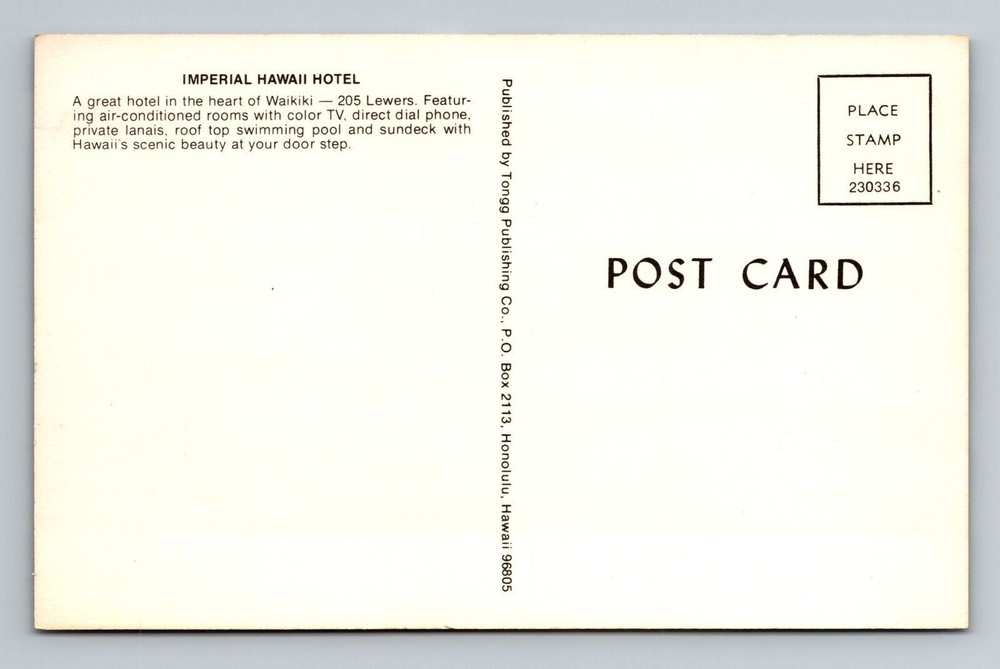 IMPERIAL HAWAII HOTEL
A great hotel in the heart of Waikiki — 205 Lewers. Featur-
ing air-conditioned rooms with color TV, direct dial phone,
private lanais, roof top swimming pool and sundeck with
Hawaii's scenic beauty at your door step.
Published by Tongg Publishing Co., P.O. Box 2113, Honolulu, Hawaii 96805
PLACE
STAMP
HERE
230336
POST CARD